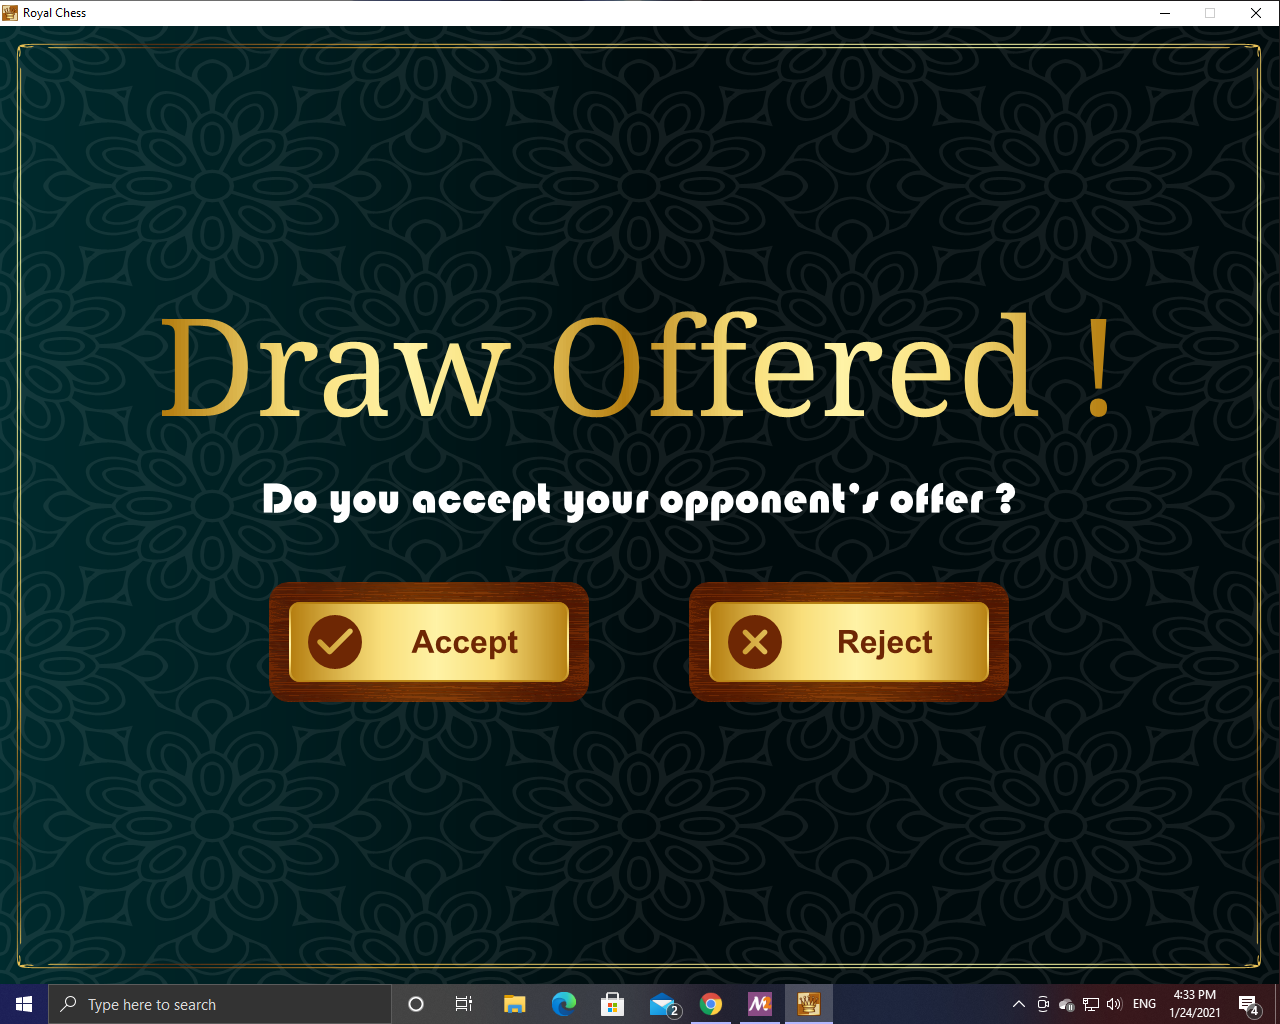 Royal Chess
Draw Offered !
Do you accept your opponent's offer ?
Accept
Reject
Type here to search
2
ENG
4:33 PM
1/24/2021
4